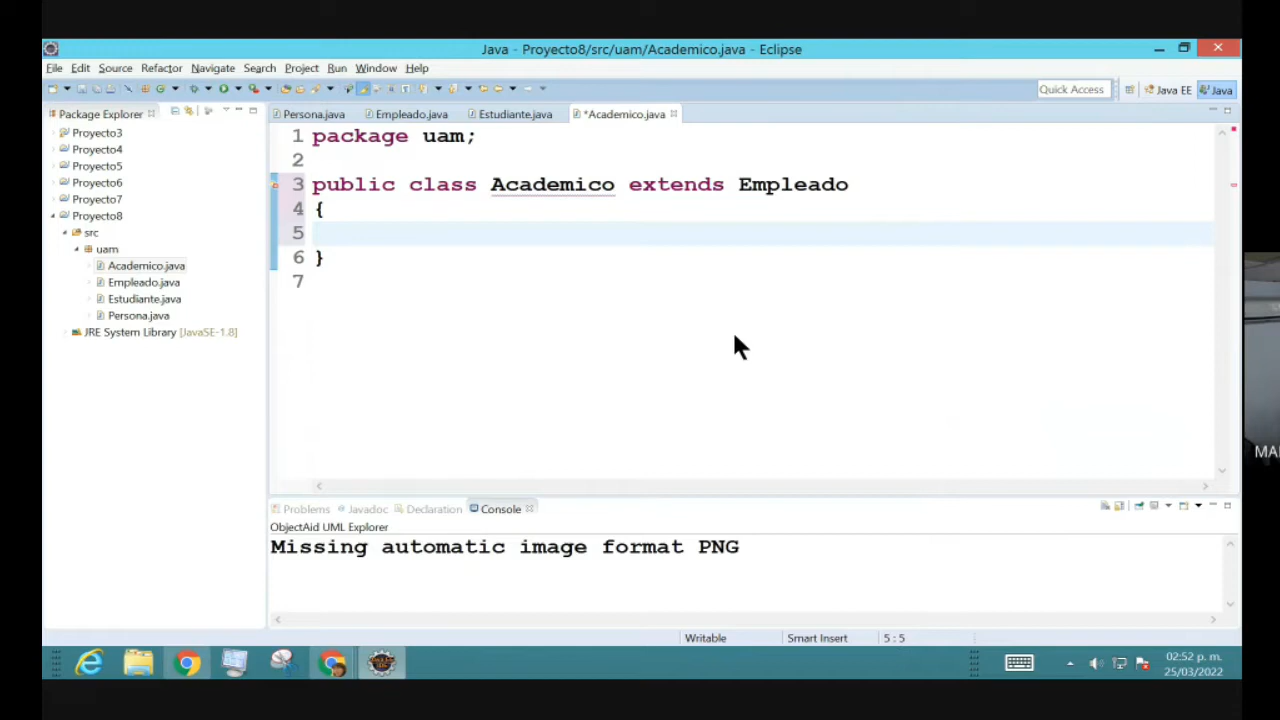 Java - Proyecto8/src/uam/Academico.java - Eclipse
File Edit Source Refactor Navigate Search Project Run Window Help
Quick Access Java EE Java
Package Explorer
Proyecto3
Proyecto4
Proyecto5
Proyecto6
Proyecto7
Proyecto8
src
uam
Academico.java
Empleado.java
Estudiante.java
Persona.java
JRE System Library [JavaSE-1.8]
Persona.java Empleado.java Estudiante.java *Academico.java
1 package uam;
2
3 public class Academico extends Empleado
4 {
5
6 }
7
Problems Javadoc Declaration Console
ObjectAid UML Explorer
Missing automatic image format PNG
Writable Smart Insert 5 : 5
02:52 p. m.
25/03/2022